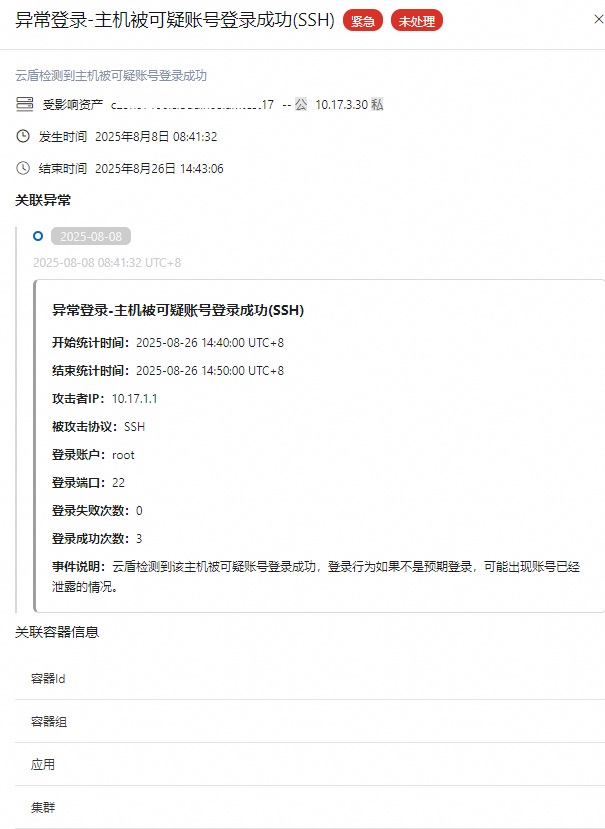 异常登录-主机被可疑账号登录成功(SSH) 紧急 未处理
云盾检测到主机被可疑账号登录成功
受影响资产 17 -- 公 10.17.3.30 私
发生时间 2025年8月8日 08:41:32
结束时间 2025年8月26日 14:43:06
关联异常
2025-08-08
2025-08-08 08:41:32 UTC+8
异常登录-主机被可疑账号登录成功(SSH)
开始统计时间：2025-08-26 14:40:00 UTC+8
结束统计时间：2025-08-26 14:50:00 UTC+8
攻击者IP：10.17.1.1
被攻击协议：SSH
登录账户：root
登录端口：22
登录失败次数：0
登录成功次数：3
事件说明：云盾检测到该主机被可疑账号登录成功，登录行为如果不是预期登录，可能出现账号已经
泄露的情况。
关联容器信息
容器Id
容器组
应用
集群